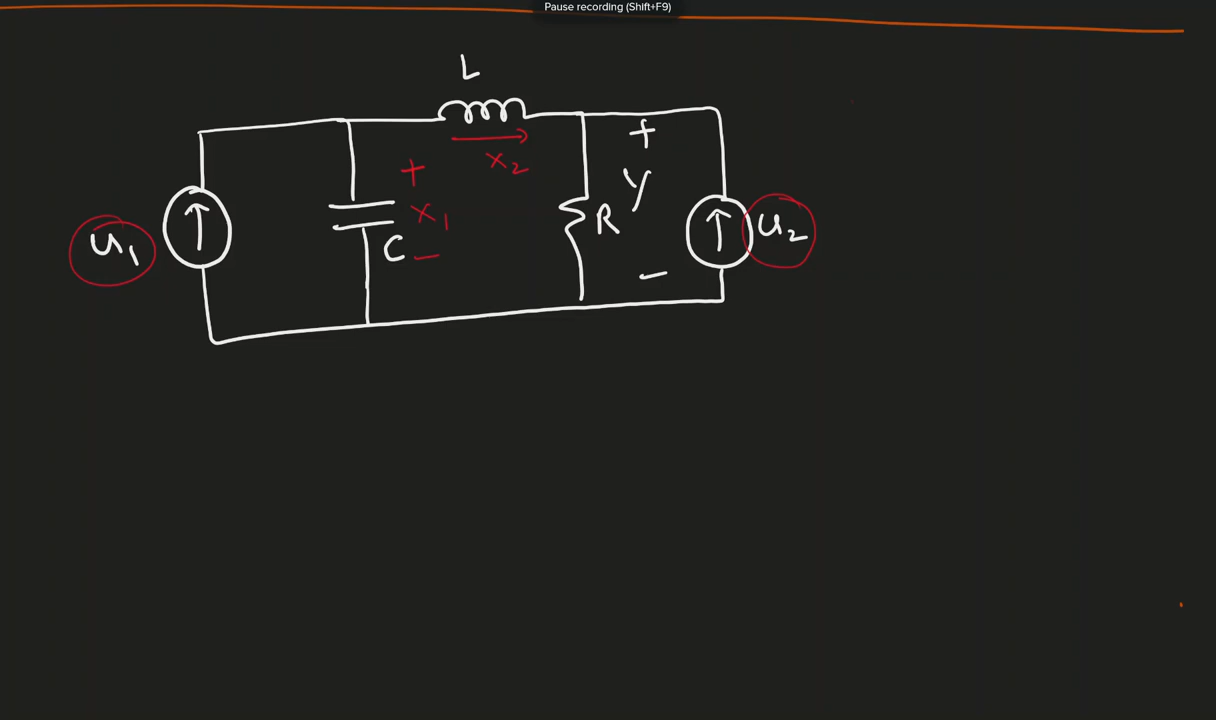 Pause recording (Shift+F9)
L
+
+
x2
y
x1
R
u1
u2
C
−
−